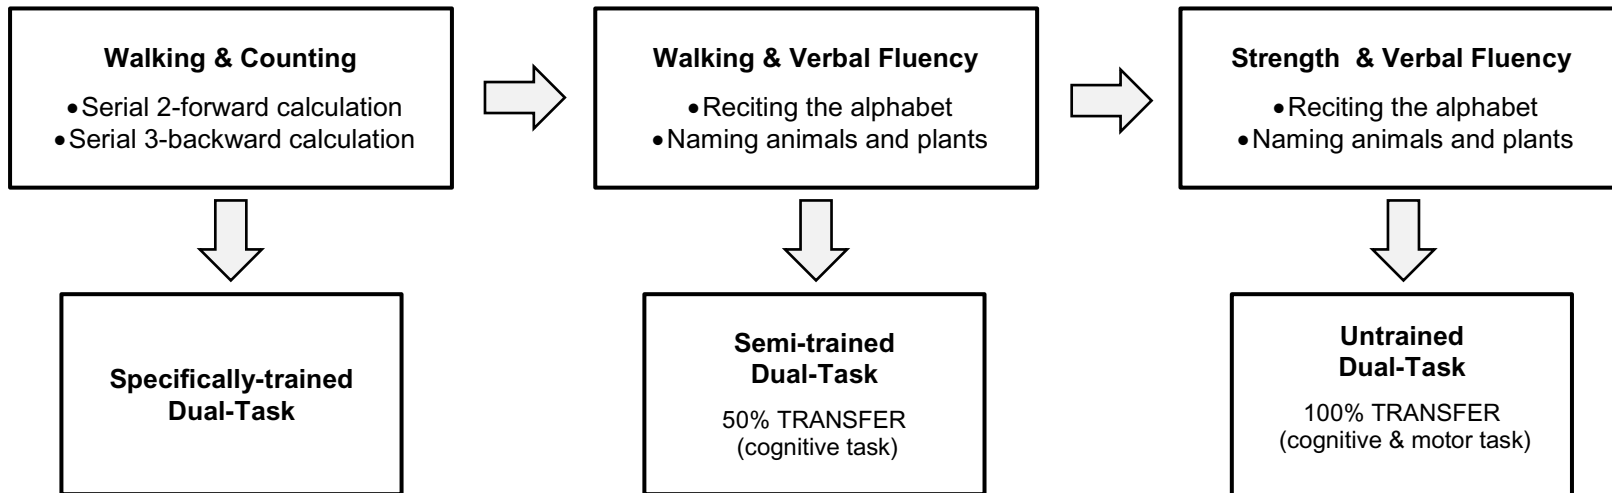 Walking & Counting
•Serial 2-forward calculation
•Serial 3-backward calculation
Walking & Verbal Fluency
•Reciting the alphabet
•Naming animals and plants
Strength & Verbal Fluency
•Reciting the alphabet
•Naming animals and plants
Specifically-trained
Dual-Task
Semi-trained
Dual-Task
50% TRANSFER
(cognitive task)
Untrained
Dual-Task
100% TRANSFER
(cognitive & motor task)